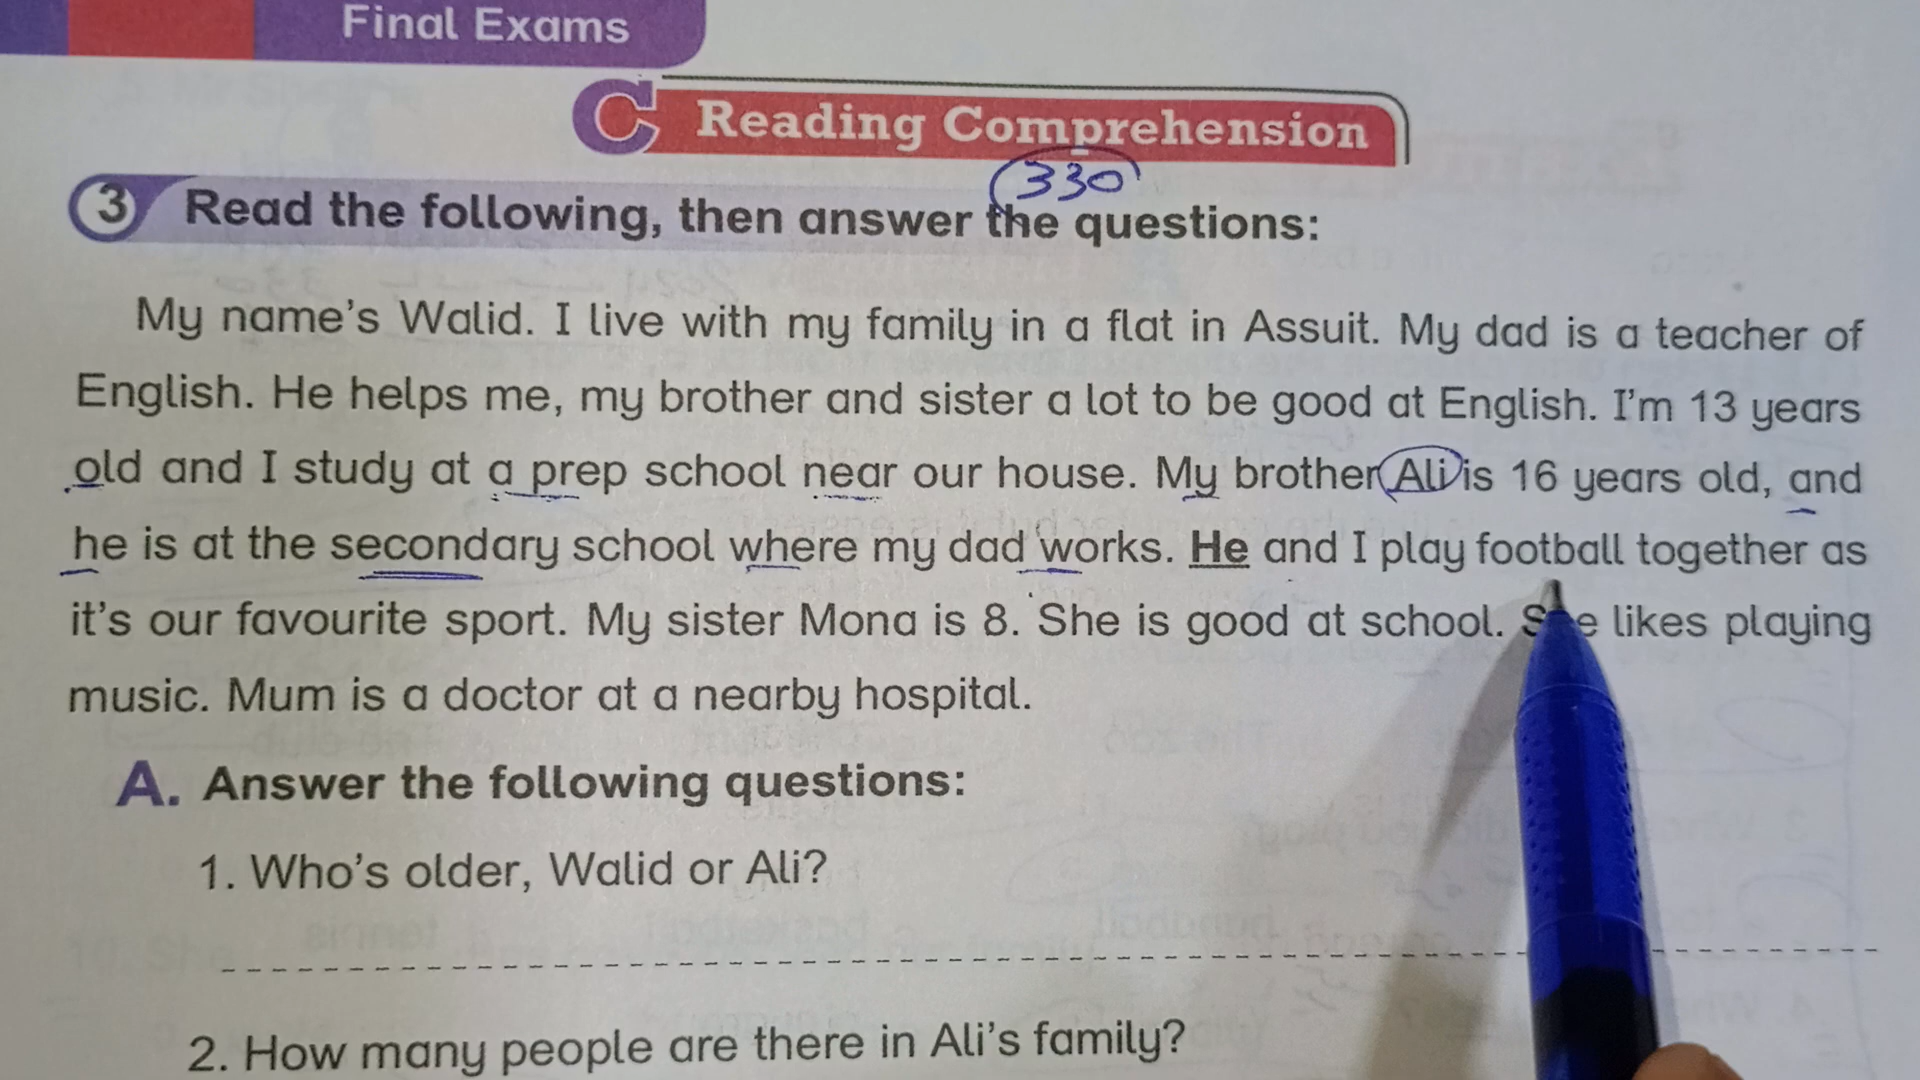 Final Exams
C Reading Comprehension
330
3 Read the following, then answer the questions:
My name's Walid. I live with my family in a flat in Assuit. My dad is a teacher of
English. He helps me, my brother and sister a lot to be good at English. I'm 13 years
old and I study at a prep school near our house. My brother Ali is 16 years old, and
he is at the secondary school where my dad works. He and I play football together as
it's our favourite sport. My sister Mona is 8. She is good at school. She likes playing
music. Mum is a doctor at a nearby hospital.
A. Answer the following questions:
1. Who's older, Walid or Ali?
2. How many people are there in Ali's family?